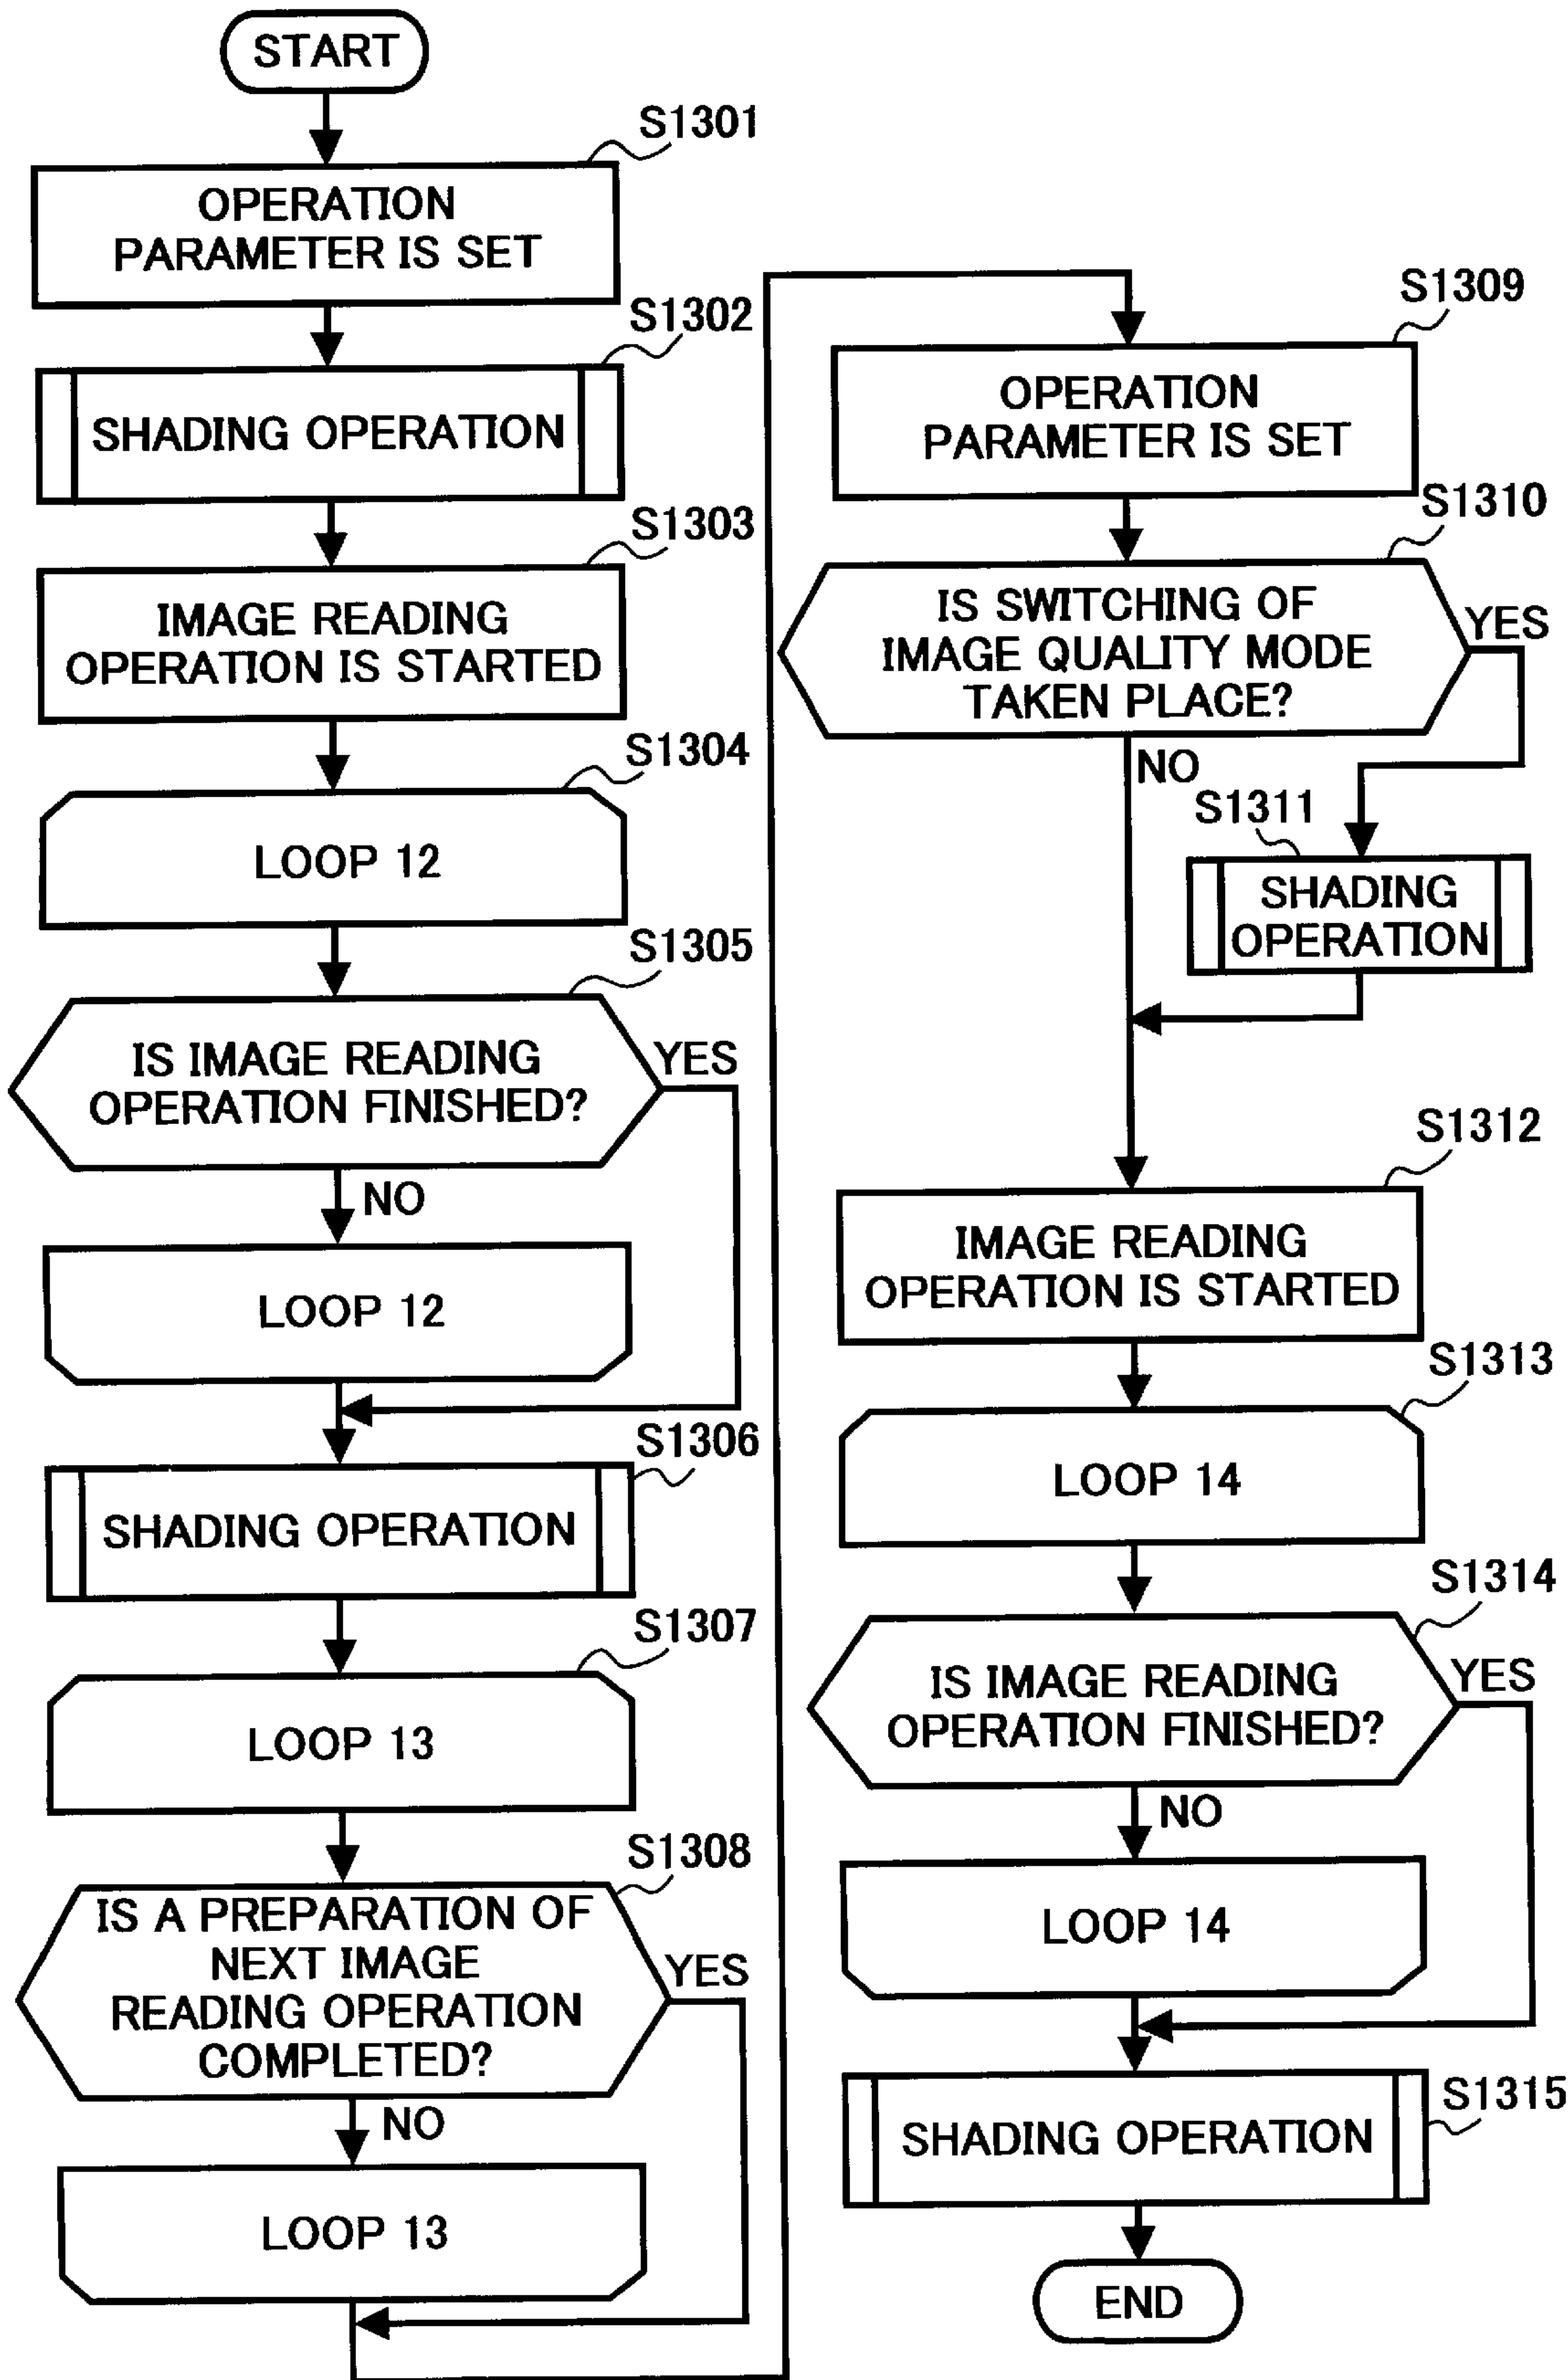 START
S1301
OPERATION
PARAMETER IS SET
S1302
SHADING OPERATION
S1303
IMAGE READING
OPERATION IS STARTED
S1304
LOOP 12
S1305
IS IMAGE READING
OPERATION FINISHED?
YES
NO
LOOP 12
S1306
SHADING OPERATION
S1307
LOOP 13
S1308
IS A PREPARATION OF
NEXT IMAGE
READING OPERATION
COMPLETED?
YES
NO
LOOP 13
S1309
OPERATION
PARAMETER IS SET
S1310
IS SWITCHING OF
IMAGE QUALITY MODE
TAKEN PLACE?
YES
NO
S1311
SHADING
OPERATION
S1312
IMAGE READING
OPERATION IS STARTED
S1313
LOOP 14
S1314
IS IMAGE READING
OPERATION FINISHED?
YES
NO
LOOP 14
S1315
SHADING OPERATION
END